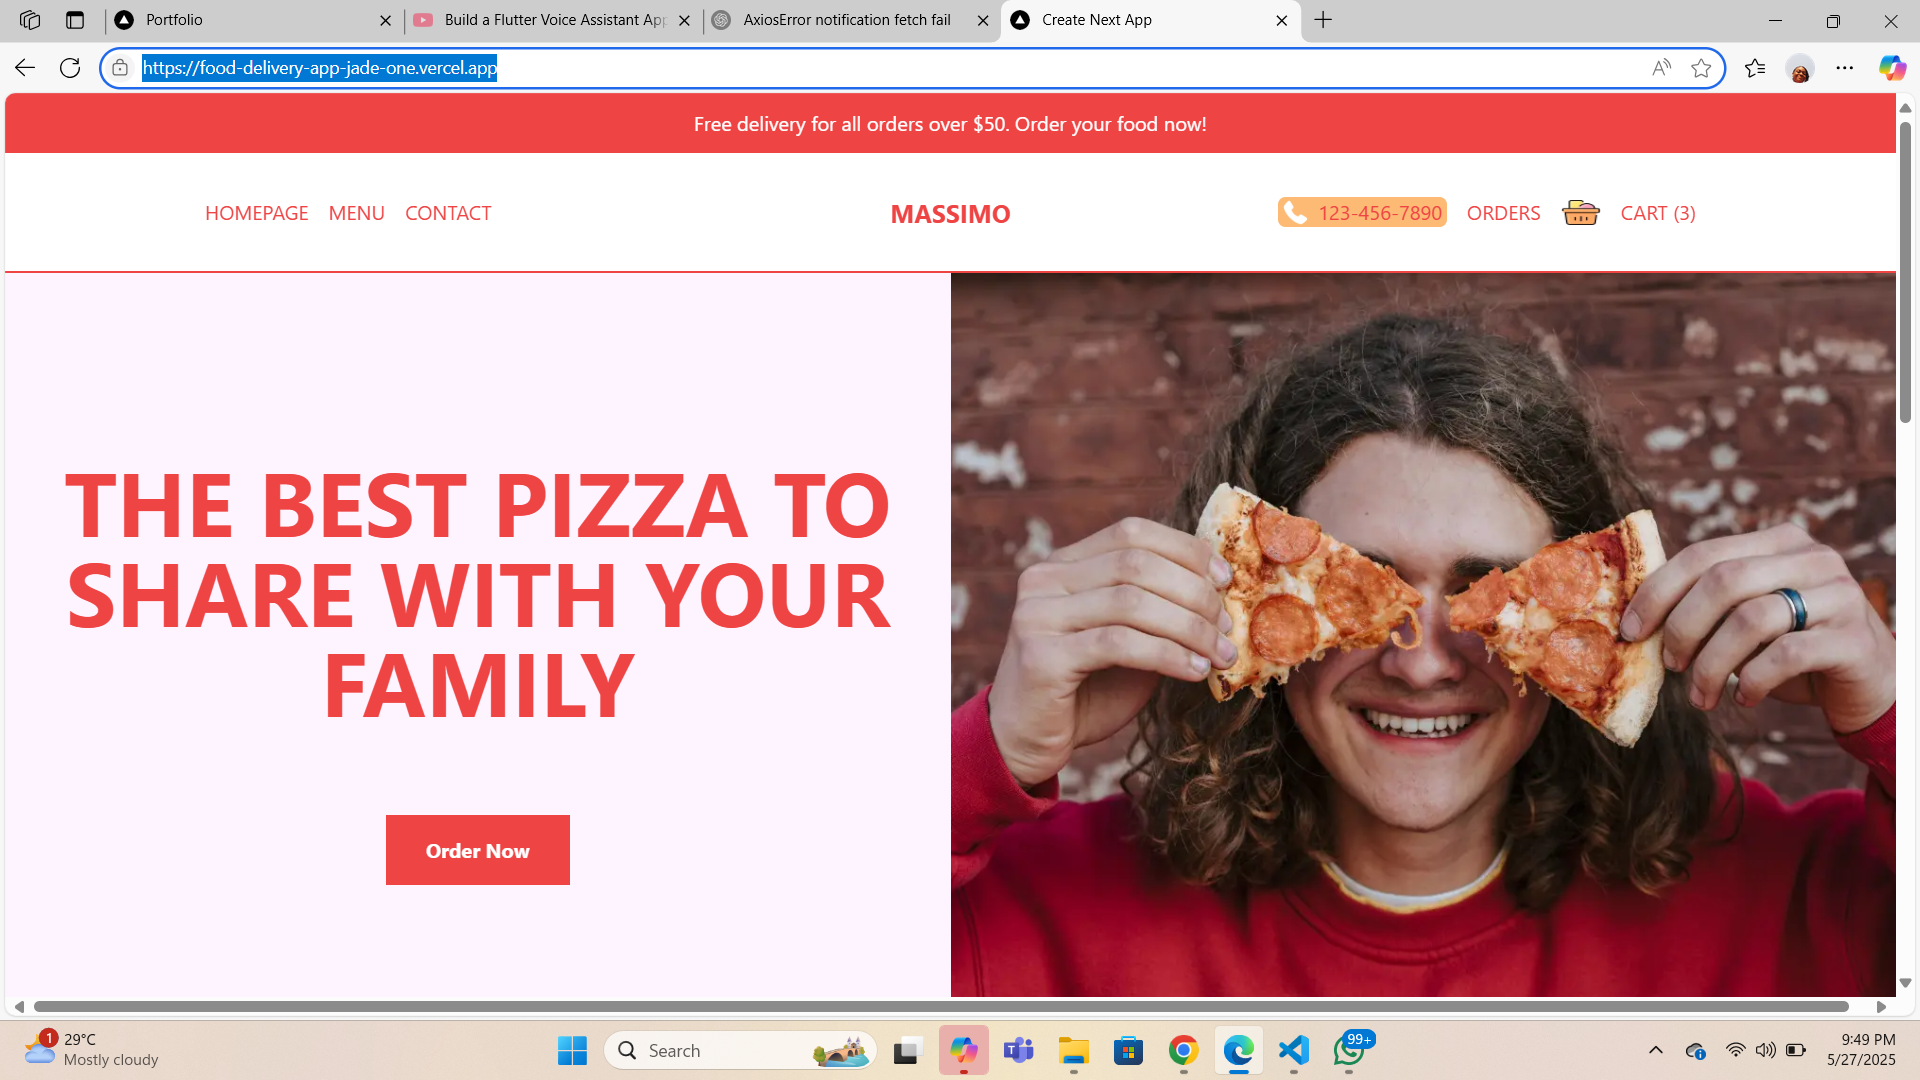 Portfolio
Build a Flutter Voice Assistant App
AxiosError notification fetch fail
Create Next App
https://food-delivery-app-jade-one.vercel.app
Free delivery for all orders over $50. Order your food now!
HOMEPAGE MENU CONTACT
MASSIMO
123-456-7890 ORDERS CART (3)
THE BEST PIZZA TO
SHARE WITH YOUR
FAMILY
Order Now
1
29°C
Mostly cloudy
Search
99+
9:49 PM
5/27/2025